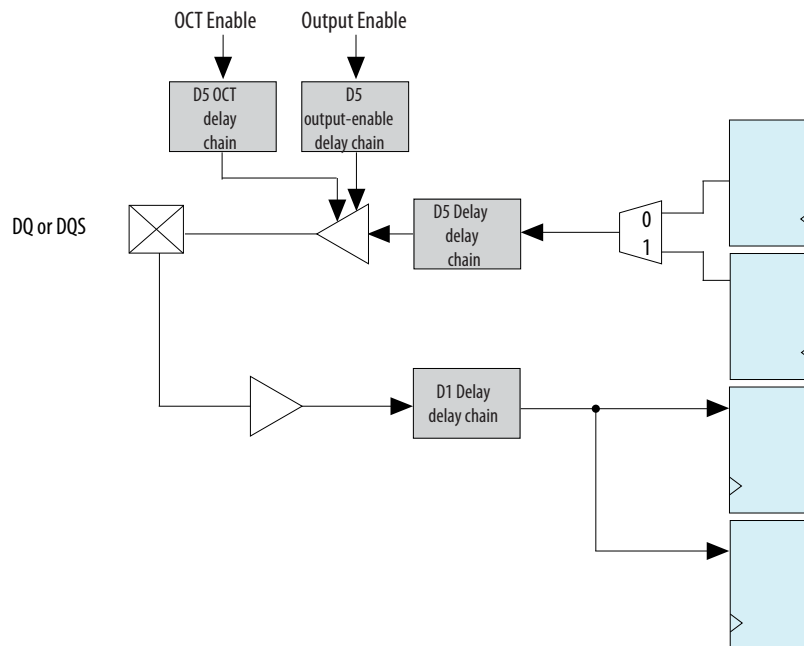 OCT Enable
Output Enable
D5 OCT
delay
chain
D5
output-enable
delay chain
DQ or DQS
D5 Delay
delay
chain
0
1
D1 Delay
delay chain